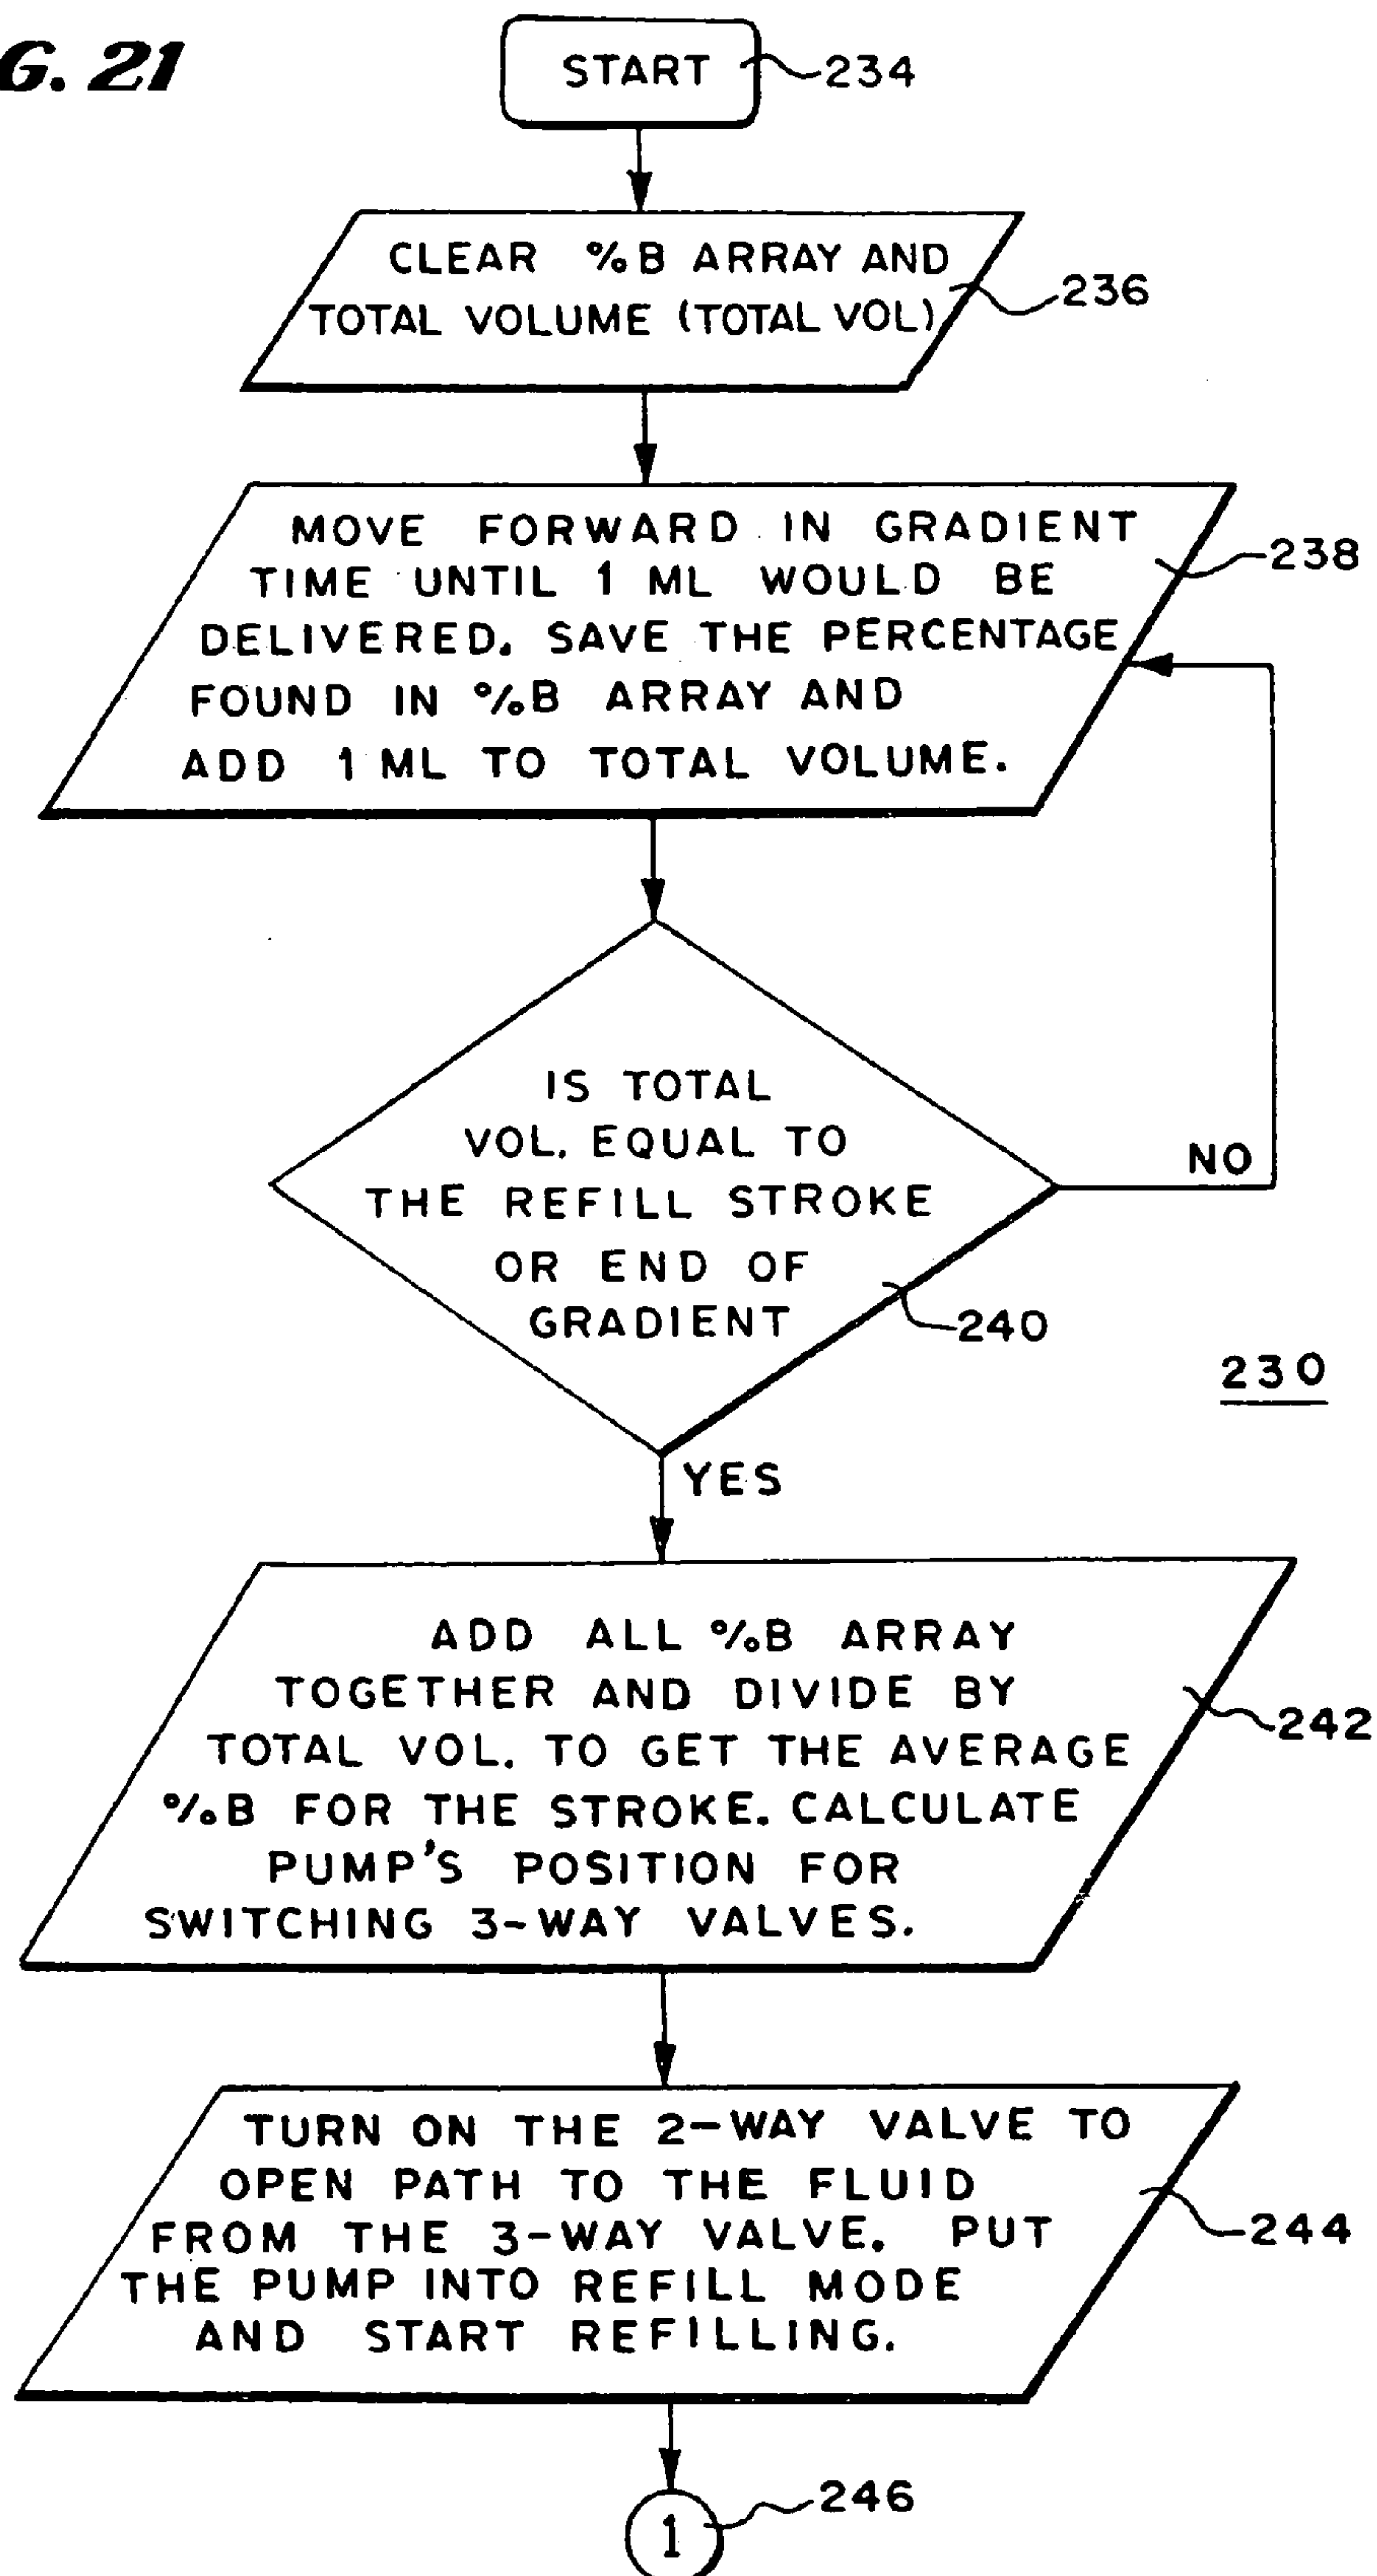 G. 21
START
234
CLEAR %B ARRAY AND
TOTAL VOLUME (TOTAL VOL)
236
MOVE FORWARD IN GRADIENT
TIME UNTIL 1 ML WOULD BE
DELIVERED. SAVE THE PERCENTAGE
FOUND IN %B ARRAY AND
ADD 1 ML TO TOTAL VOLUME.
238
IS TOTAL
VOL. EQUAL TO
THE REFILL STROKE
OR END OF
GRADIENT
NO
240
230
YES
ADD ALL %B ARRAY
TOGETHER AND DIVIDE BY
TOTAL VOL. TO GET THE AVERAGE
%B FOR THE STROKE. CALCULATE
PUMP'S POSITION FOR
SWITCHING 3-WAY VALVES.
242
TURN ON THE 2-WAY VALVE TO
OPEN PATH TO THE FLUID
FROM THE 3-WAY VALVE. PUT
THE PUMP INTO REFILL MODE
AND START REFILLING.
244
1
246